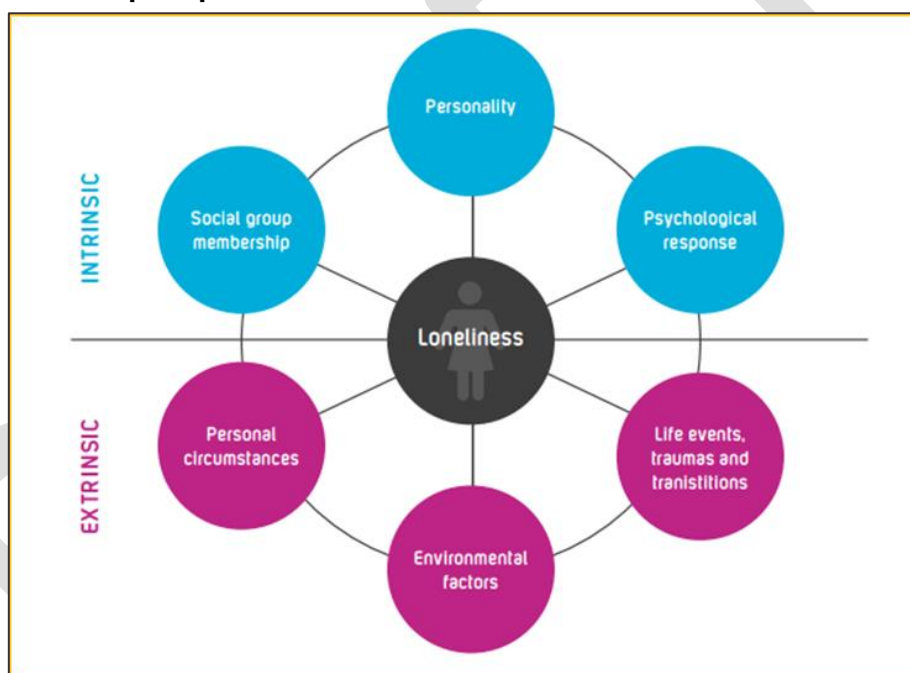 Personality
Social group
membership
Psychological
response
INTRINSIC
Loneliness
EXTRINSIC
Personal
circumstances
Life events,
traumas and
tranistitions
Environmental
factors